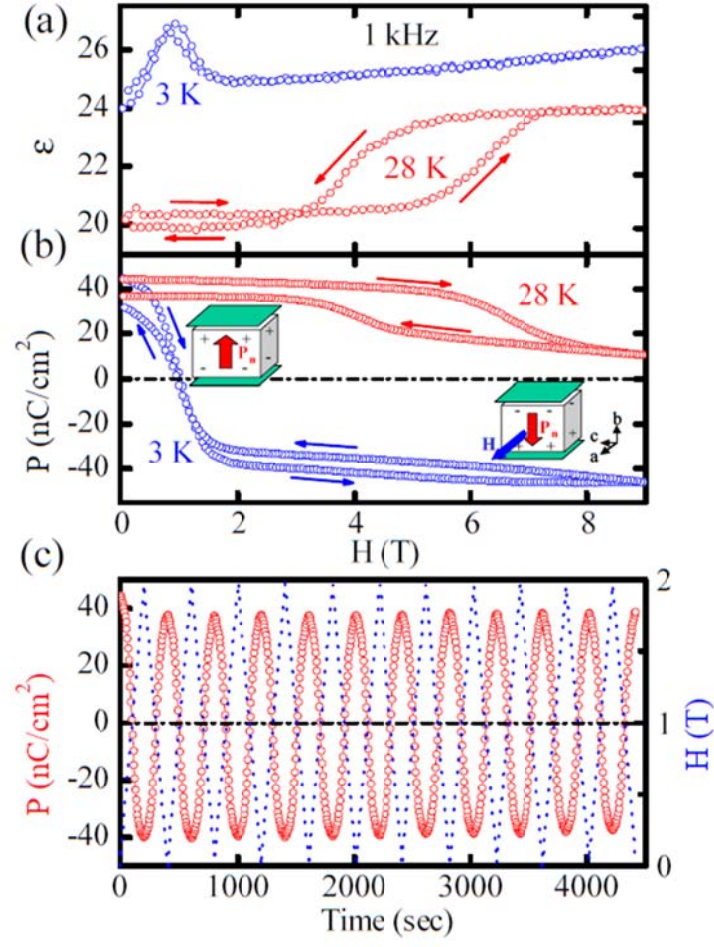 (a)
1 kHz
26
24
22
20
ε
3 K
28 K
(b)
40
20
0
-20
-40
P (nC/cm²)
28 K
3 K
+ +
+
- -
-
Pn
H
- -
-
+ +
+
Pn
b
c
a
0 2 4 6 8
H (T)
(c)
40
20
0
-20
-40
P (nC/cm²)
2
1
0
H (T)
0 1000 2000 3000 4000
Time (sec)